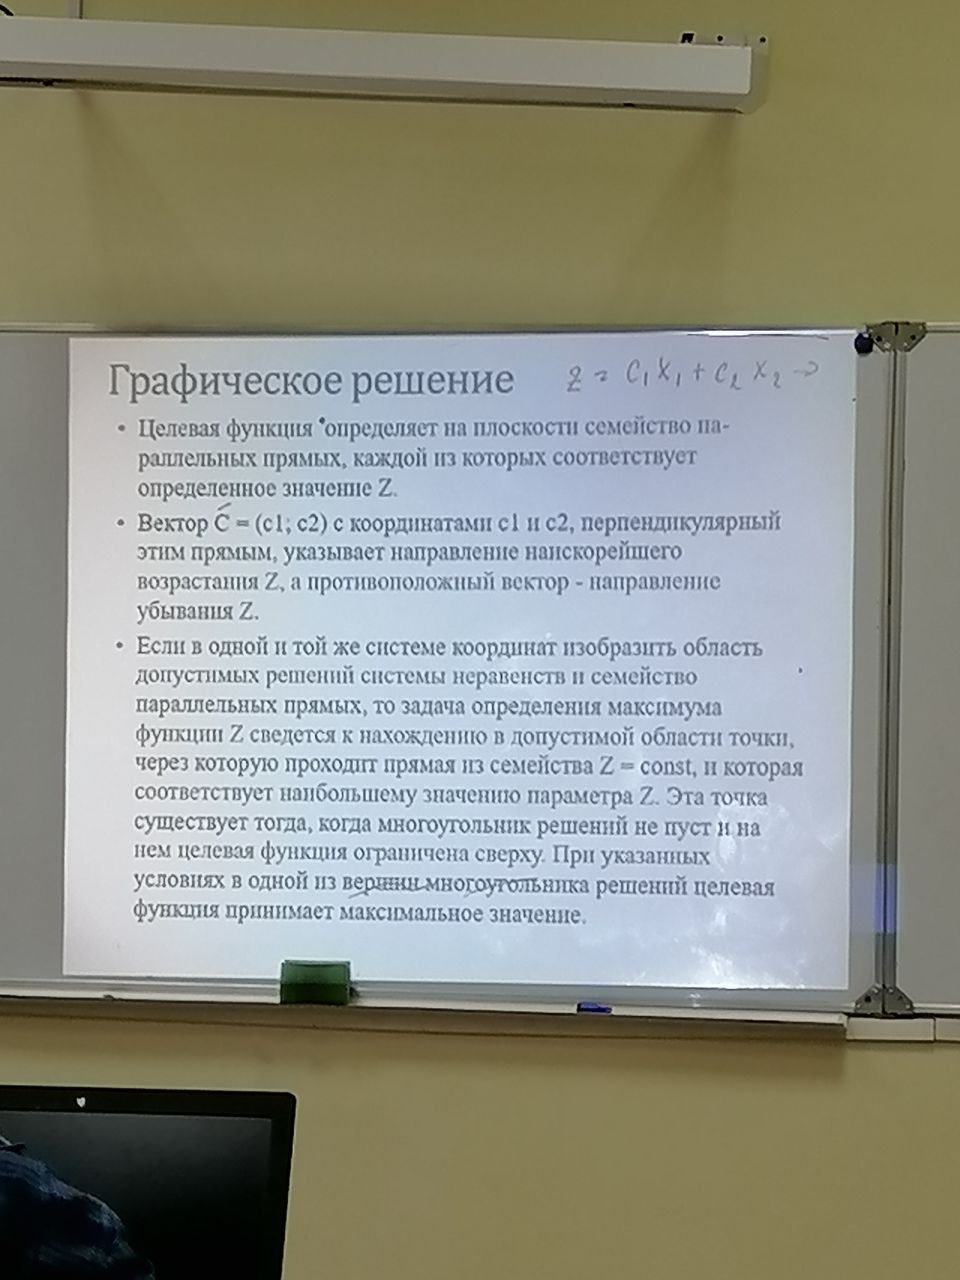 Графическое решение
z = c₁x₁ + c₂x₂ →
• Целевая функция определяет на плоскости семейство па-
раллельных прямых, каждой из которых соответствует
определенное значение Z.
• Вектор C = (c1; c2) с координатами c1 и c2, перпендикулярный
этим прямым, указывает направление наискорейшего
возрастания Z, а противоположный вектор - направление
убывания Z.
• Если в одной и той же системе координат изобразить область
допустимых решений системы неравенств и семейство
параллельных прямых, то задача определения максимума
функции Z сведется к нахождению в допустимой области точки,
через которую проходит прямая из семейства Z = const, и которая
соответствует наибольшему значению параметра Z. Эта точка
существует тогда, когда многоугольник решений не пуст и на
нем целевая функция ограничена сверху. При указанных
условиях в одной из вершин многоугольника решений целевая
функция принимает максимальное значение.